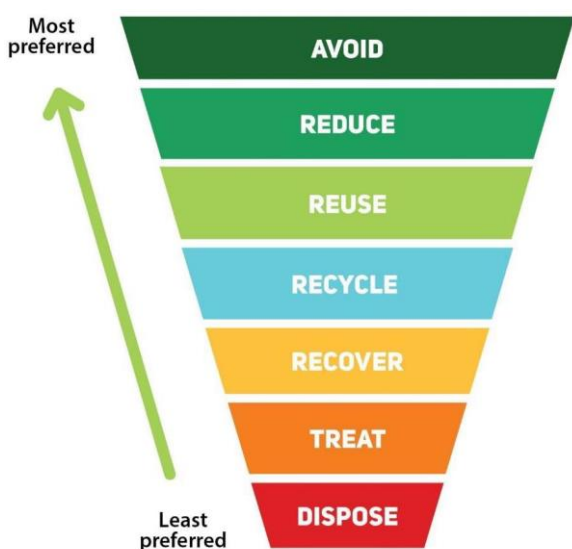 Most
preferred
AVOID
REDUCE
REUSE
RECYCLE
RECOVER
TREAT
DISPOSE
Least
preferred